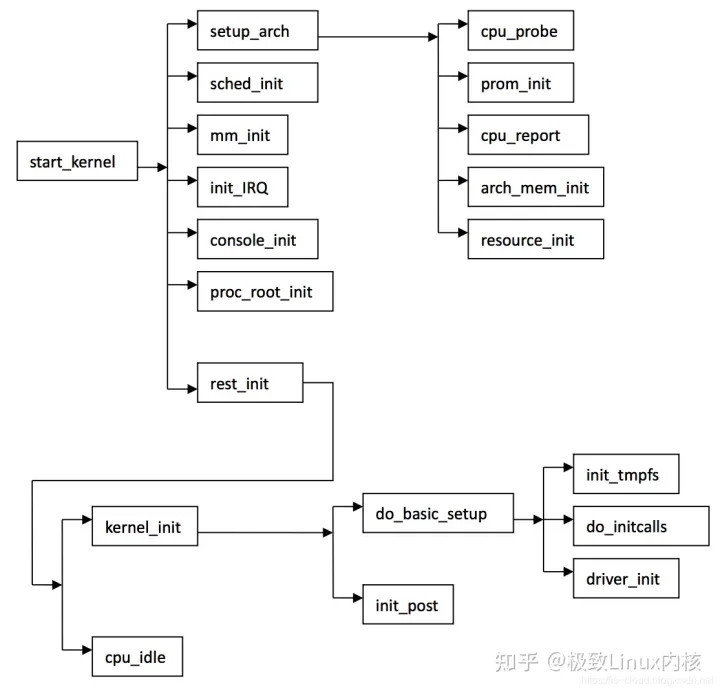 setup_arch
cpu_probe
sched_init
prom_init
mm_init
cpu_report
start_kernel
init_IRQ
arch_mem_init
console_init
resource_init
proc_root_init
rest_init
init_tmpfs
kernel_init
do_basic_setup
do_initcalls
driver_init
init_post
cpu_idle
知乎 @极致Linux内核